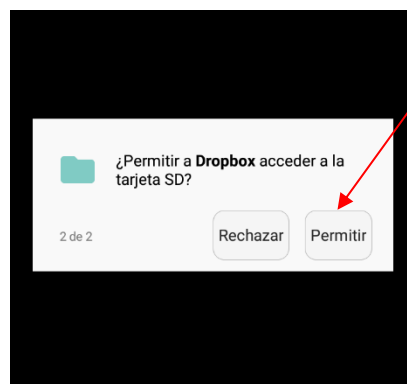 ¿Permitir a Dropbox acceder a la
tarjeta SD?
2 de 2
Rechazar
Permitir